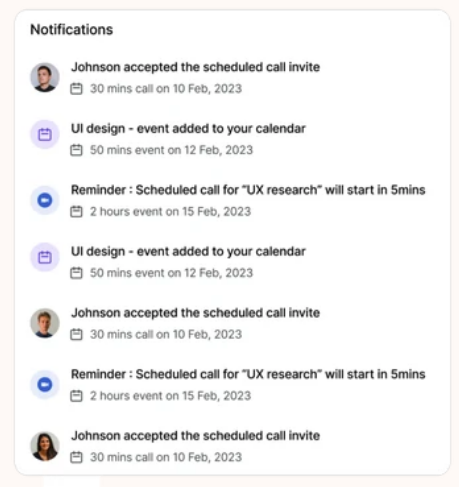 Notifications
Johnson accepted the scheduled call invite
30 mins call on 10 Feb, 2023
UI design - event added to your calendar
50 mins event on 12 Feb, 2023
Reminder : Scheduled call for “UX research” will start in 5mins
2 hours event on 15 Feb, 2023
UI design - event added to your calendar
50 mins event on 12 Feb, 2023
Johnson accepted the scheduled call invite
30 mins call on 10 Feb, 2023
Reminder : Scheduled call for “UX research” will start in 5mins
2 hours event on 15 Feb, 2023
Johnson accepted the scheduled call invite
30 mins call on 10 Feb, 2023